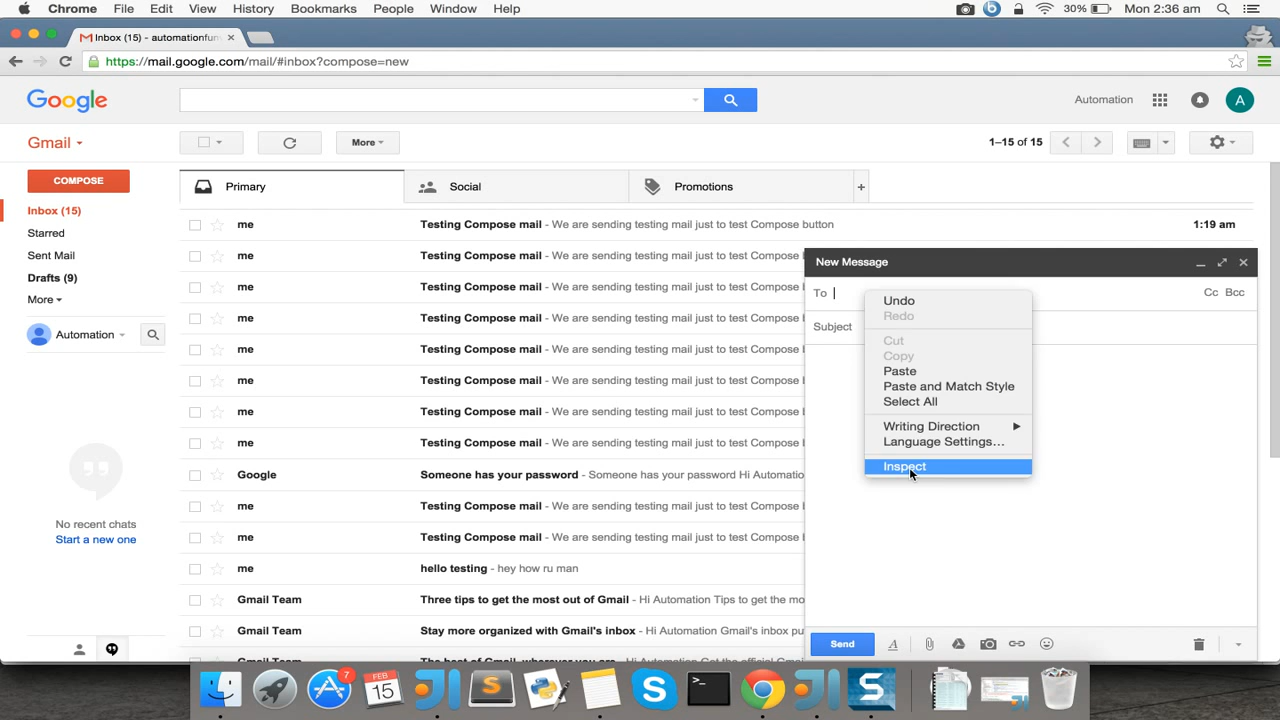 Chrome File Edit View History Bookmarks People Window Help 30% Mon 2:36 am
Inbox (15) - automationfun
https://mail.google.com/mail/#inbox?compose=new
Google Automation A
Gmail More 1–15 of 15
COMPOSE
Inbox (15)
Starred
Sent Mail
Drafts (9)
More
Automation
No recent chats
Start a new one
Primary Social Promotions +
me Testing Compose mail - We are sending testing mail just to test Compose button 1:19 am
me Testing Compose mail - We are sending testing mail just to test Compose b
me Testing Compose mail - We are sending testing mail just to test Compose b
me Testing Compose mail - We are sending testing mail just to test Compose b
me Testing Compose mail - We are sending testing mail just to test Compose b
me Testing Compose mail - We are sending testing mail just to test Compose b
me Testing Compose mail - We are sending testing mail just to test Compose b
me Testing Compose mail - We are sending testing mail just to test Compose b
Google Someone has your password - Someone has your password Hi Automation
me Testing Compose mail - We are sending testing mail just to test Compose b
me Testing Compose mail - We are sending testing mail just to test Compose b
me hello testing - hey how ru man
Gmail Team Three tips to get the most out of Gmail - Hi Automation Tips to get the mo
Gmail Team Stay more organized with Gmail's inbox - Hi Automation Gmail's inbox pu
New Message
To Cc Bcc
Subject
Undo
Redo
Cut
Copy
Paste
Paste and Match Style
Select All
Writing Direction
Language Settings…
Inspect
Send A
7
FEB
15
S S >_ S